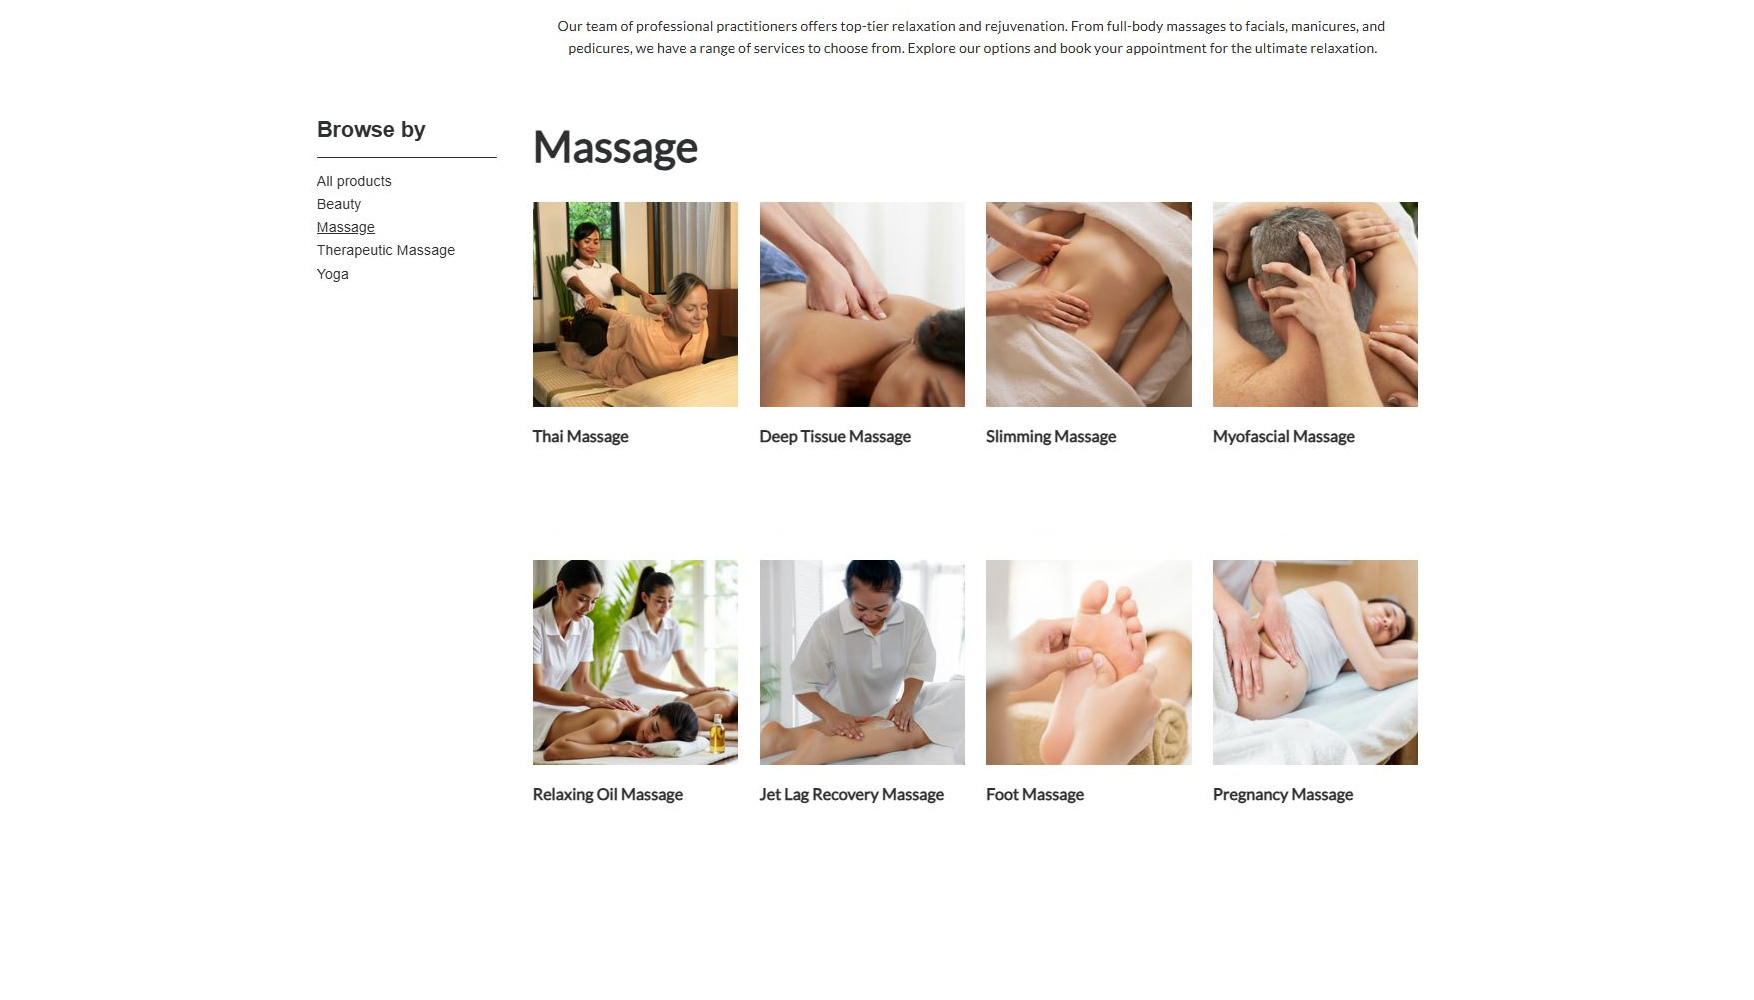 Our team of professional practitioners offers top-tier relaxation and rejuvenation. From full-body massages to facials, manicures, and
pedicures, we have a range of services to choose from. Explore our options and book your appointment for the ultimate relaxation.
Browse by
All products
Beauty
Massage
Therapeutic Massage
Yoga
Massage
Thai Massage
Deep Tissue Massage
Slimming Massage
Myofascial Massage
Relaxing Oil Massage
Jet Lag Recovery Massage
Foot Massage
Pregnancy Massage